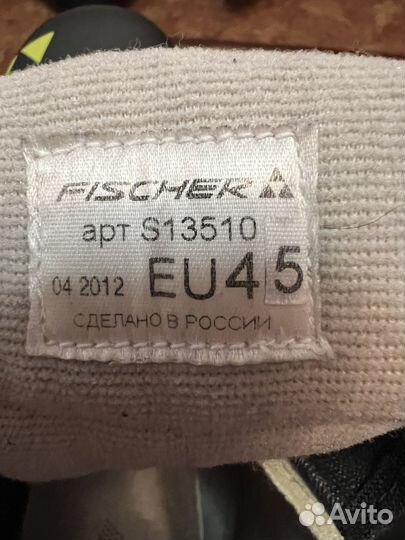 FISCHER
арт S13510
04 2012 EU45
СДЕЛАНО В РОССИИ
Avito